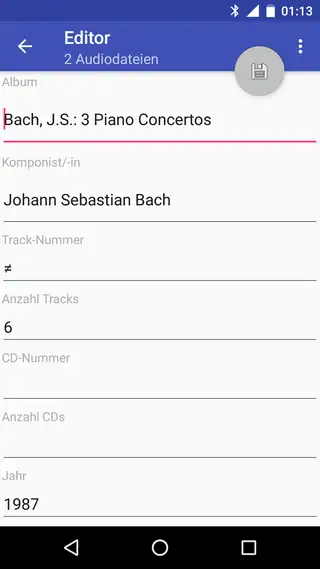 01:13
Editor
2 Audiodateien
Album
Bach, J.S.: 3 Piano Concertos
Komponist/-in
Johann Sebastian Bach
Track-Nummer
≠
Anzahl Tracks
6
CD-Nummer
Anzahl CDs
Jahr
1987